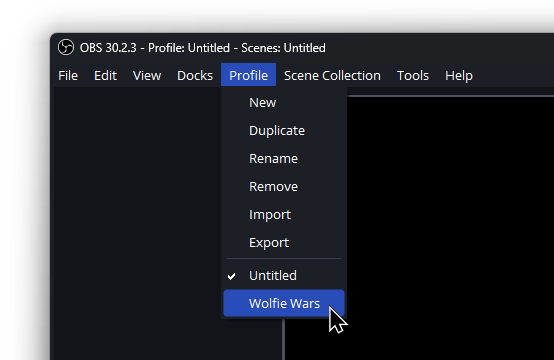 OBS 30.2.3 - Profile: Untitled - Scenes: Untitled
File Edit View Docks Profile Scene Collection Tools Help
New
Duplicate
Rename
Remove
Import
Export
Untitled
Wolfie Wars